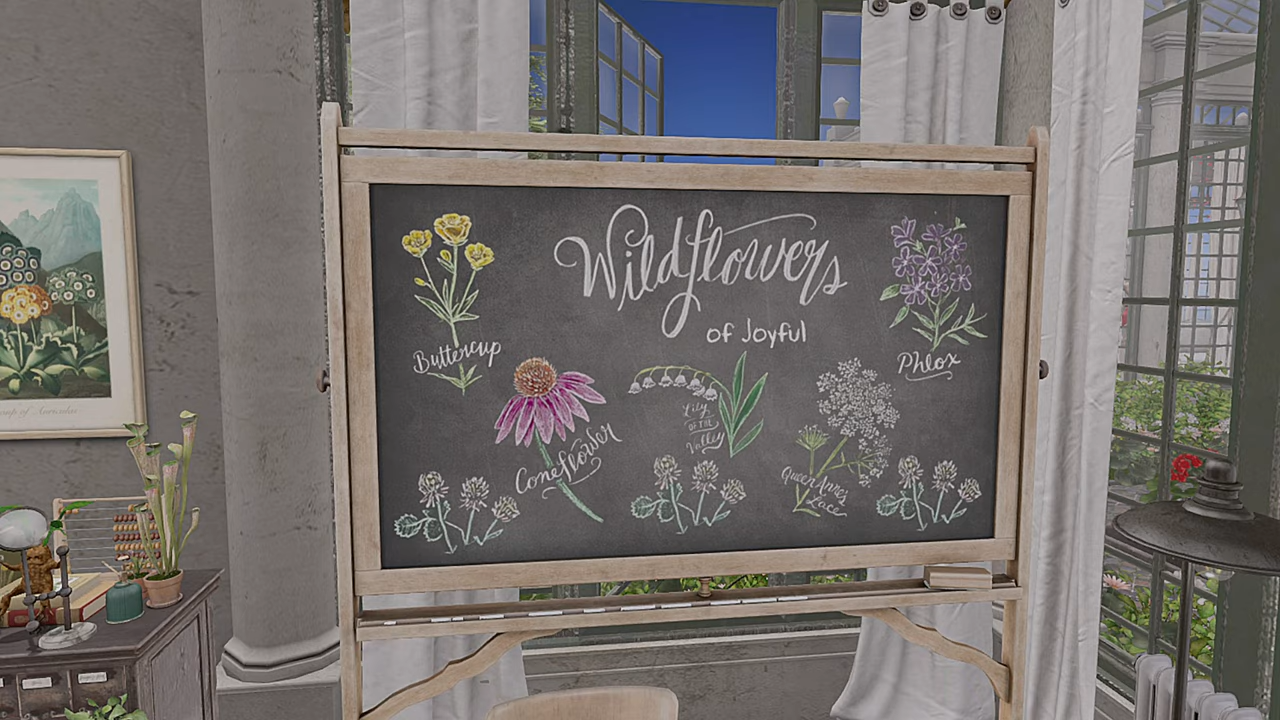 Wildflowers
of Joyful
Buttercup
Phlox
Coneflower
Lily
OF THE
Valley
Queen Anne's
Lace